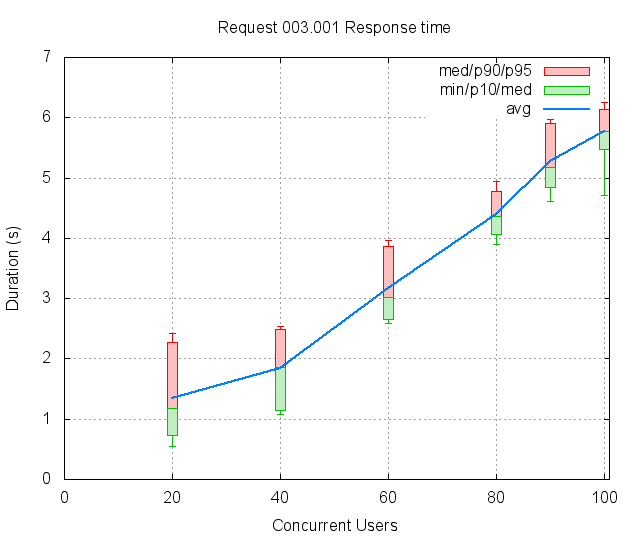 Request 003.001 Response time
med/p90/p95
min/p10/med
avg
7
6
5
4
3
2
1
0
Duration (s)
0 20 40 60 80 100
Concurrent Users